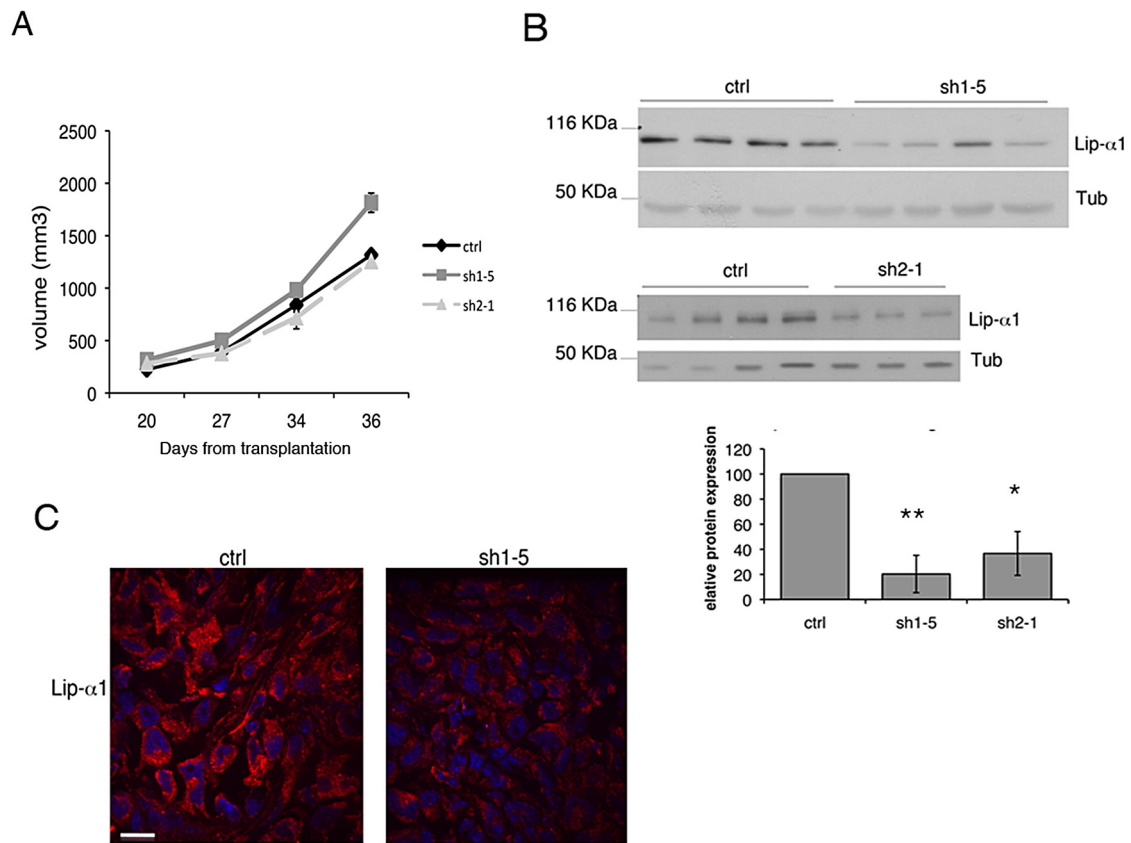 A
2500
2000
1500
1000
500
0
volume (mm3)
20 27 34 36
Days from transplantation
ctrl
sh1-5
sh2-1
B
ctrl sh1-5
116 KDa
Lip-α1
50 KDa
Tub
ctrl sh2-1
116 KDa
Lip-α1
50 KDa
Tub
elative protein expression
120
100
80
60
40
20
0
**
*
ctrl sh1-5 sh2-1
C
ctrl sh1-5
Lip-α1